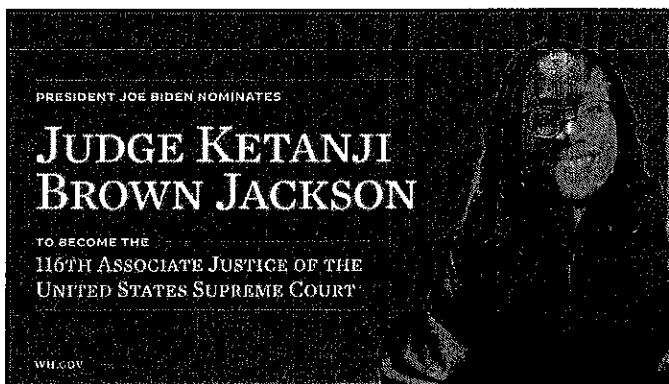 PRESIDENT JOE BIDEN NOMINATES
JUDGE KETANJI
BROWN JACKSON
TO BECOME THE
116TH ASSOCIATE JUSTICE OF THE
UNITED STATES SUPREME COURT
WH.GOV